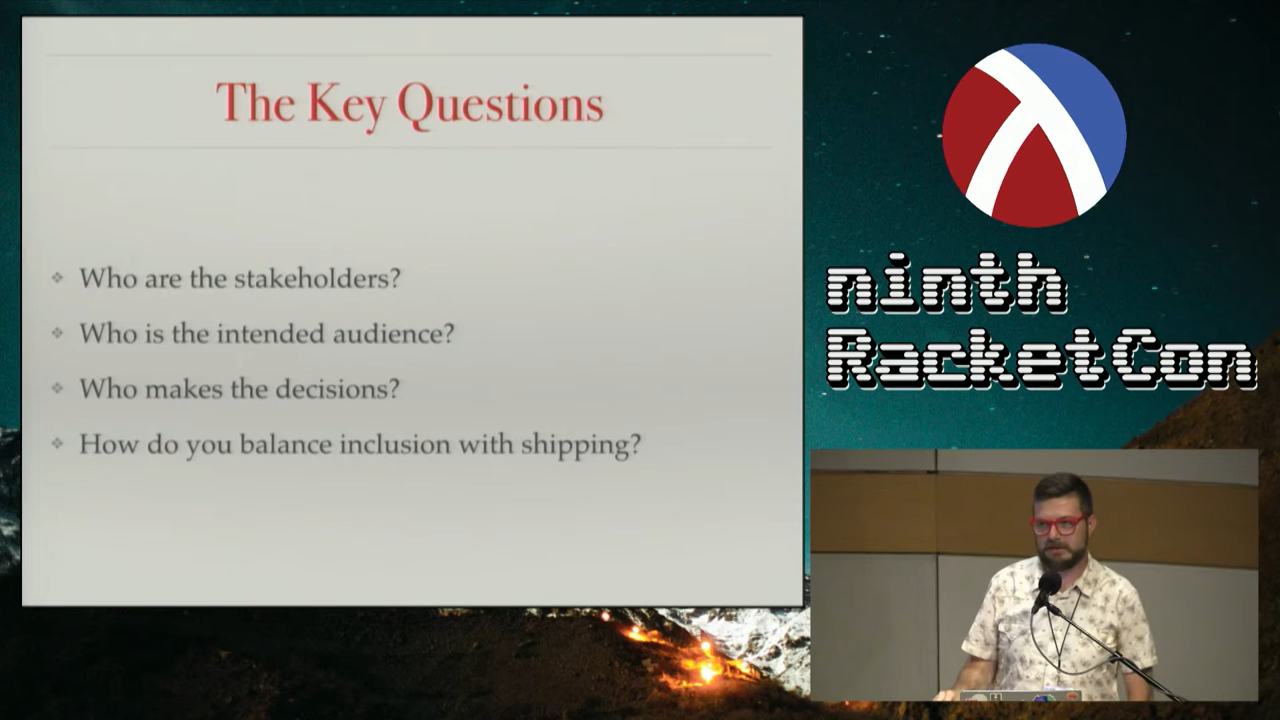 The Key Questions
Who are the stakeholders?
Who is the intended audience?
Who makes the decisions?
How do you balance inclusion with shipping?
ninth
RacketCon